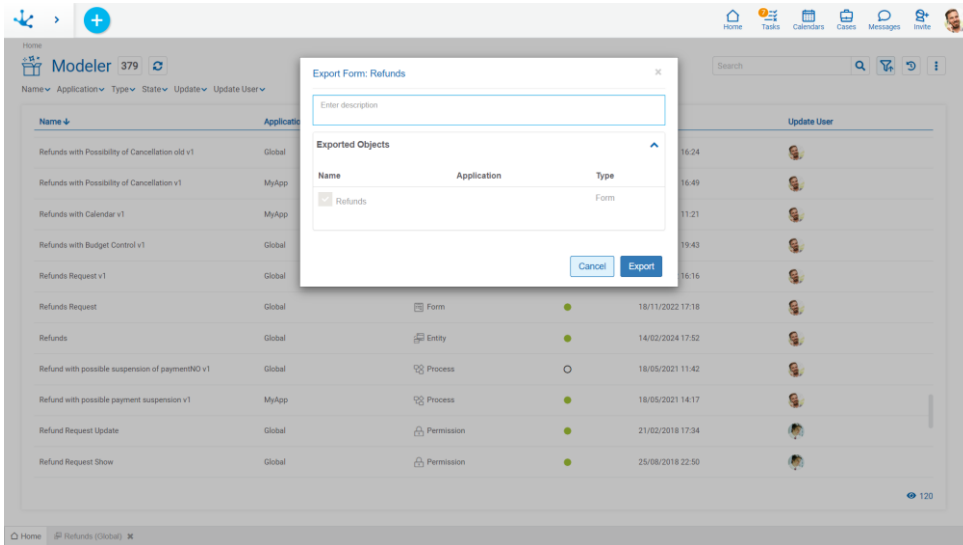 Home
Tasks
7
Calendars
Cases
Messages
Invite
Home
Modeler 379
Search
Name Application Type State Update Update User
Export Form: Refunds
×
Enter description
Exported Objects
Name Application Type
Refunds Form
Cancel Export
Name Applicatio Update User
Refunds with Possibility of Cancellation old v1 Global 16:24
Refunds with Possibility of Cancellation v1 MyApp 16:49
Refunds with Calendar v1 MyApp 11:21
Refunds with Budget Control v1 Global 19:43
Refunds Request v1 Global 16:16
Refunds Request Global Form 18/11/2022 17:18
Refunds Global Entity 14/02/2024 17:52
Refund with possible suspension of paymentNO v1 Global Process 18/05/2021 11:42
Refund with possible payment suspension v1 MyApp Process 18/05/2021 14:17
Refund Request Update Global Permission 21/02/2018 17:34
Refund Request Show Global Permission 25/08/2018 22:50
120
Home Refunds (Global)